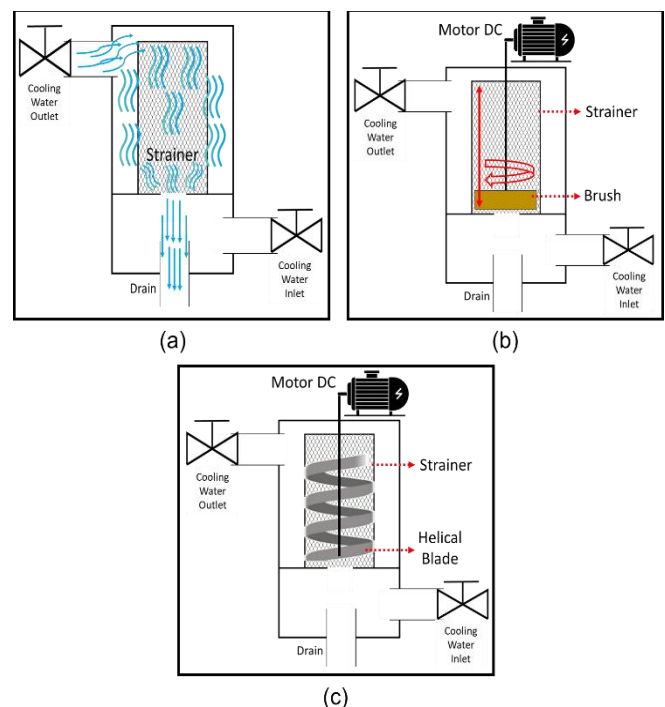 Cooling
Water
Outlet
Strainer
Drain
Cooling
Water
Inlet
(a)
Motor DC
Cooling
Water
Outlet
Strainer
Brush
Drain
Cooling
Water
Inlet
(b)
Motor DC
Cooling
Water
Outlet
Strainer
Helical
Blade
Drain
Cooling
Water
Inlet
(c)